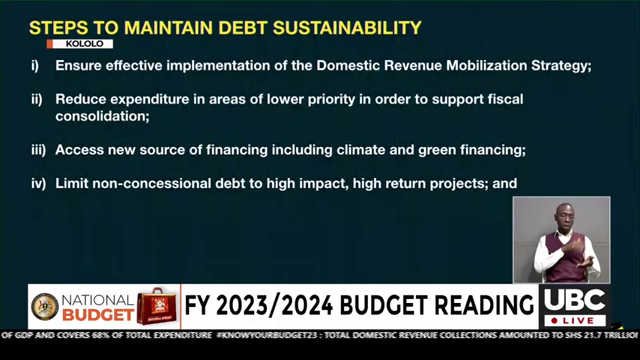 STEPS TO MAINTAIN DEBT SUSTAINABILITY
KOLOLO
i) Ensure effective implementation of the Domestic Revenue Mobilization Strategy;
ii) Reduce expenditure in areas of lower priority in order to support fiscal
consolidation;
iii) Access new source of financing including climate and green financing;
iv) Limit non-concessional debt to high impact, high return projects; and
NATIONAL
BUDGET
FY 2023/2024 BUDGET READING
UBC
LIVE
OF GDP AND COVERS 68% OF TOTAL EXPENDITURE #KNOWYOURBUDGET23 : TOTAL DOMESTIC REVENUE COLLECTIONS AMOUNTED TO SHS 21.7 TRILLION